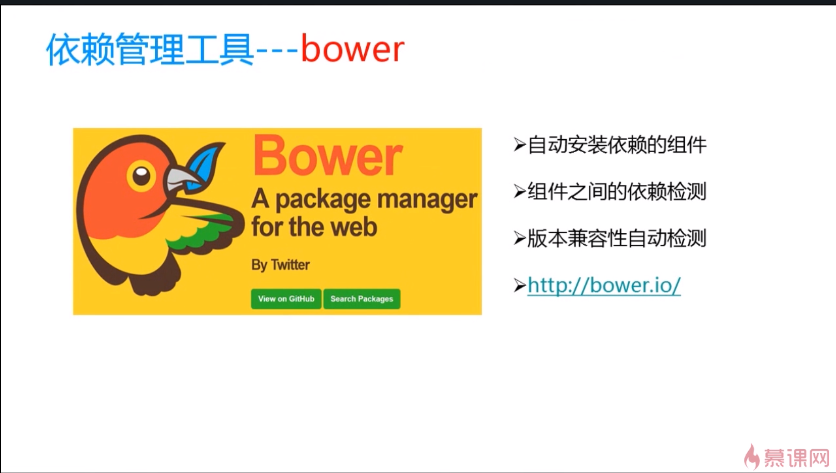 依赖管理工具---bower
Bower
A package manager
for the web
By Twitter
View on GitHub
Search Packages
➢自动安装依赖的组件
➢组件之间的依赖检测
➢版本兼容性自动检测
➢http://bower.io/
慕课网